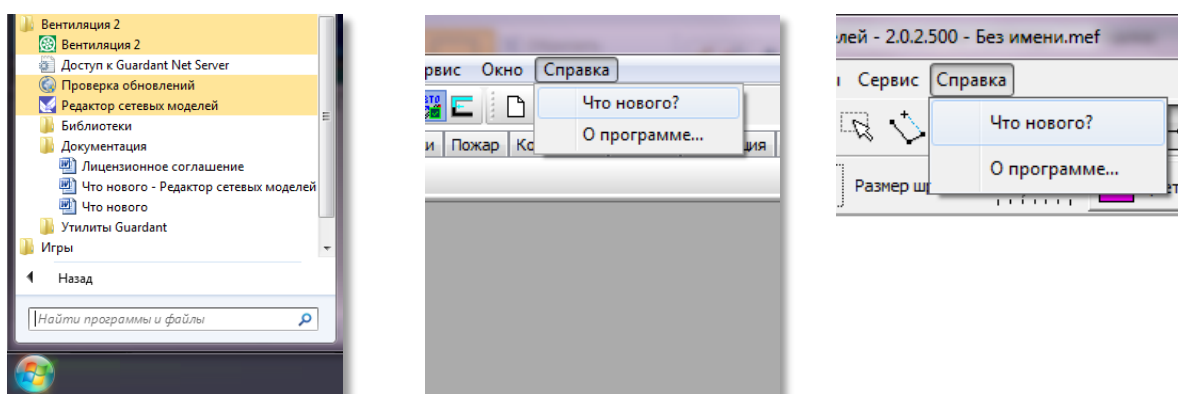 Вентиляция 2
Вентиляция 2
Доступ к Guardant Net Server
Проверка обновлений
Редактор сетевых моделей
Библиотеки
Документация
Лицензионное соглашение
Что нового - Редактор сетевых моделей
Что нового
Утилиты Guardant
Игры
Назад
Найти программы и файлы
рвис Окно Справка
Что нового?
О программе...
и Пожар Ко ция
лей - 2.0.2.500 - Без имени.mef
Сервис Справка
Что нового?
О программе...
Размер ш